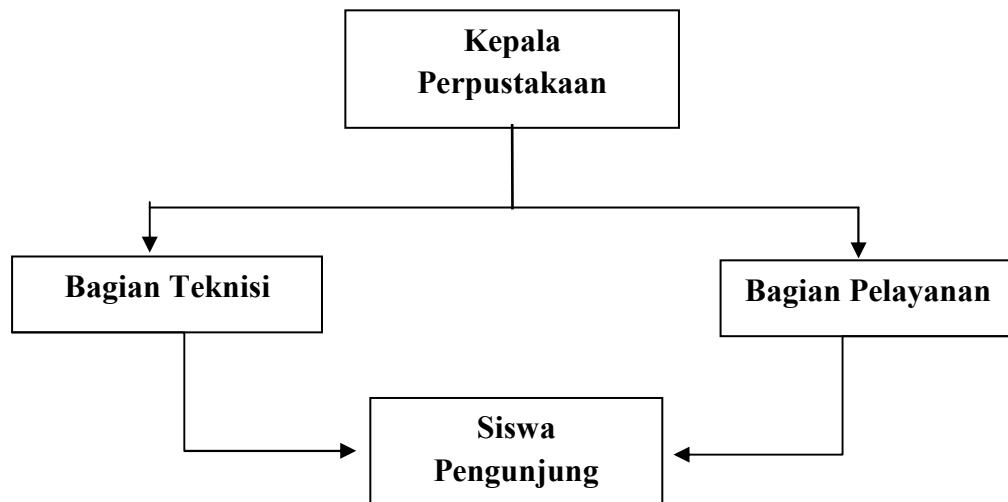 Kepala
Perpustakaan
Bagian Teknisi
Bagian Pelayanan
Siswa
Pengunjung